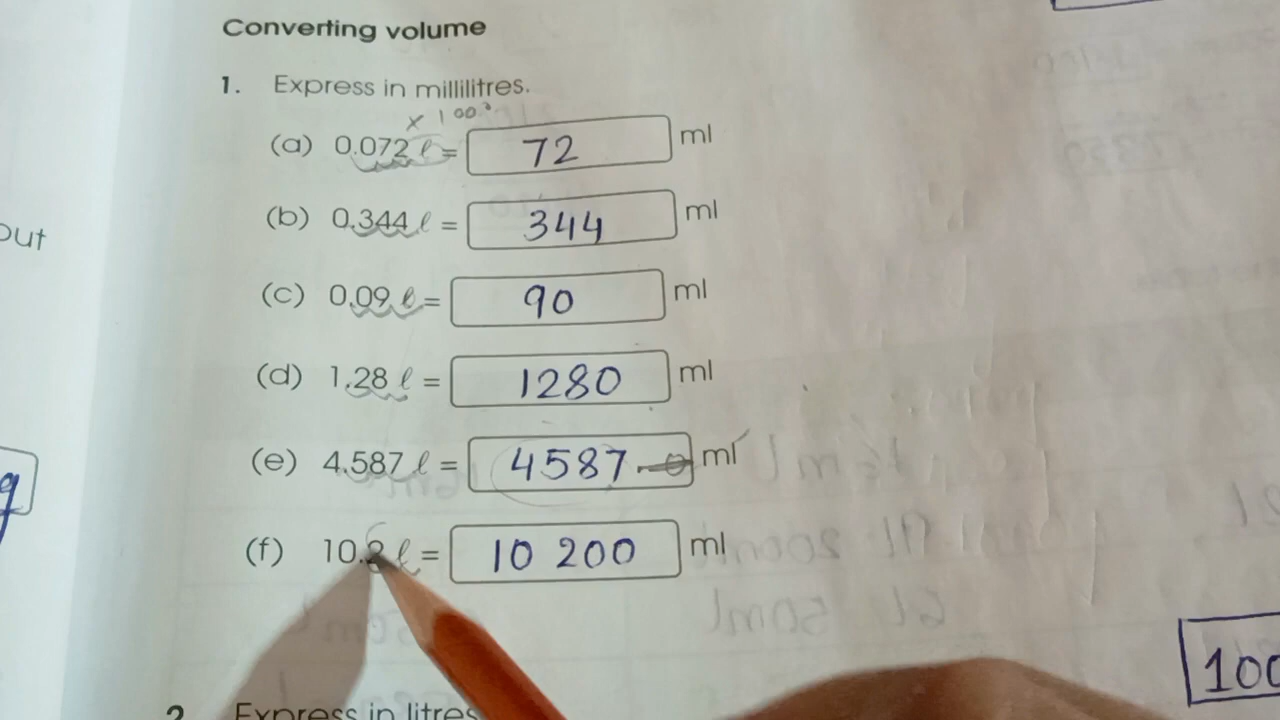 Converting volume
1. Express in millilitres.
× 1000
(a) 0.072 ℓ = 72 ml
(b) 0.344 ℓ = 344 ml
(c) 0.09 ℓ = 90 ml
(d) 1.28 ℓ = 1280 ml
(e) 4.587 ℓ = 4587 ml
(f) 10.2 ℓ = 10 200 ml
100
2 Express in litres